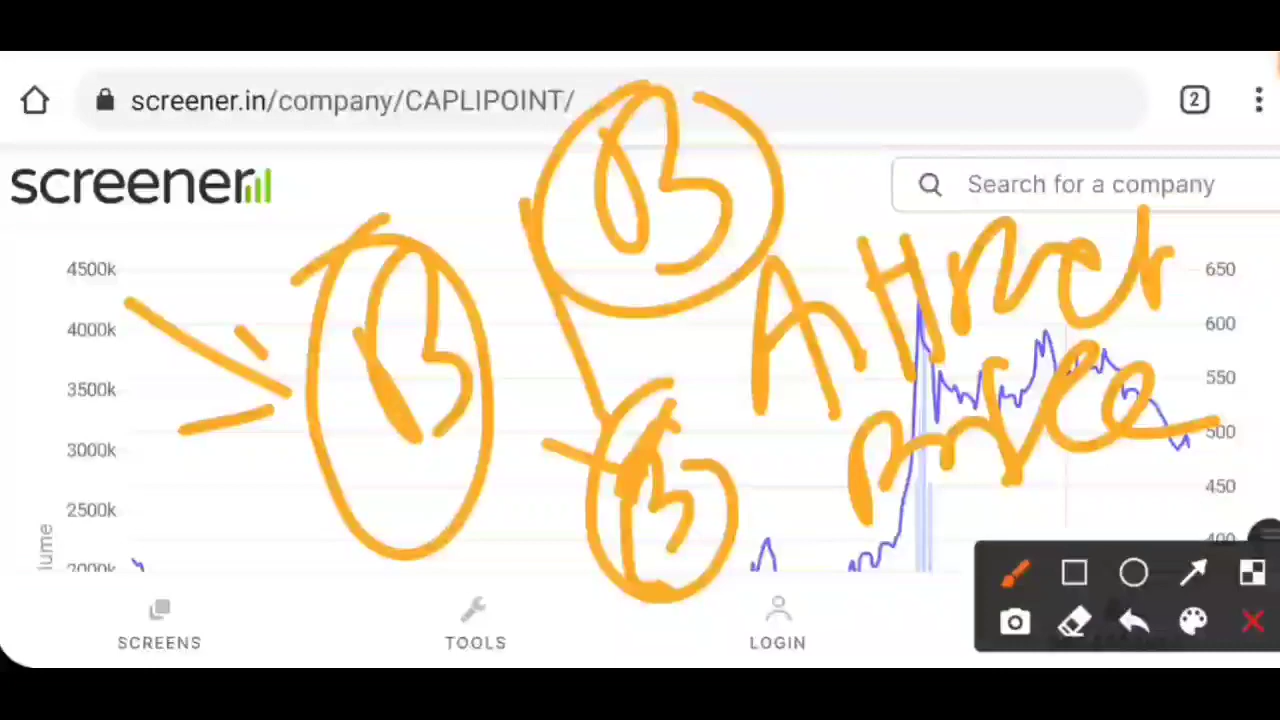 2
screener.in/company/CAPLIPOINT/
screener
Search for a company
B
B
B
4500k
4000k
3500k
3000k
2500k
2000k
lume
650
600
550
500
450
400
price
SCREENS
TOOLS
LOGIN